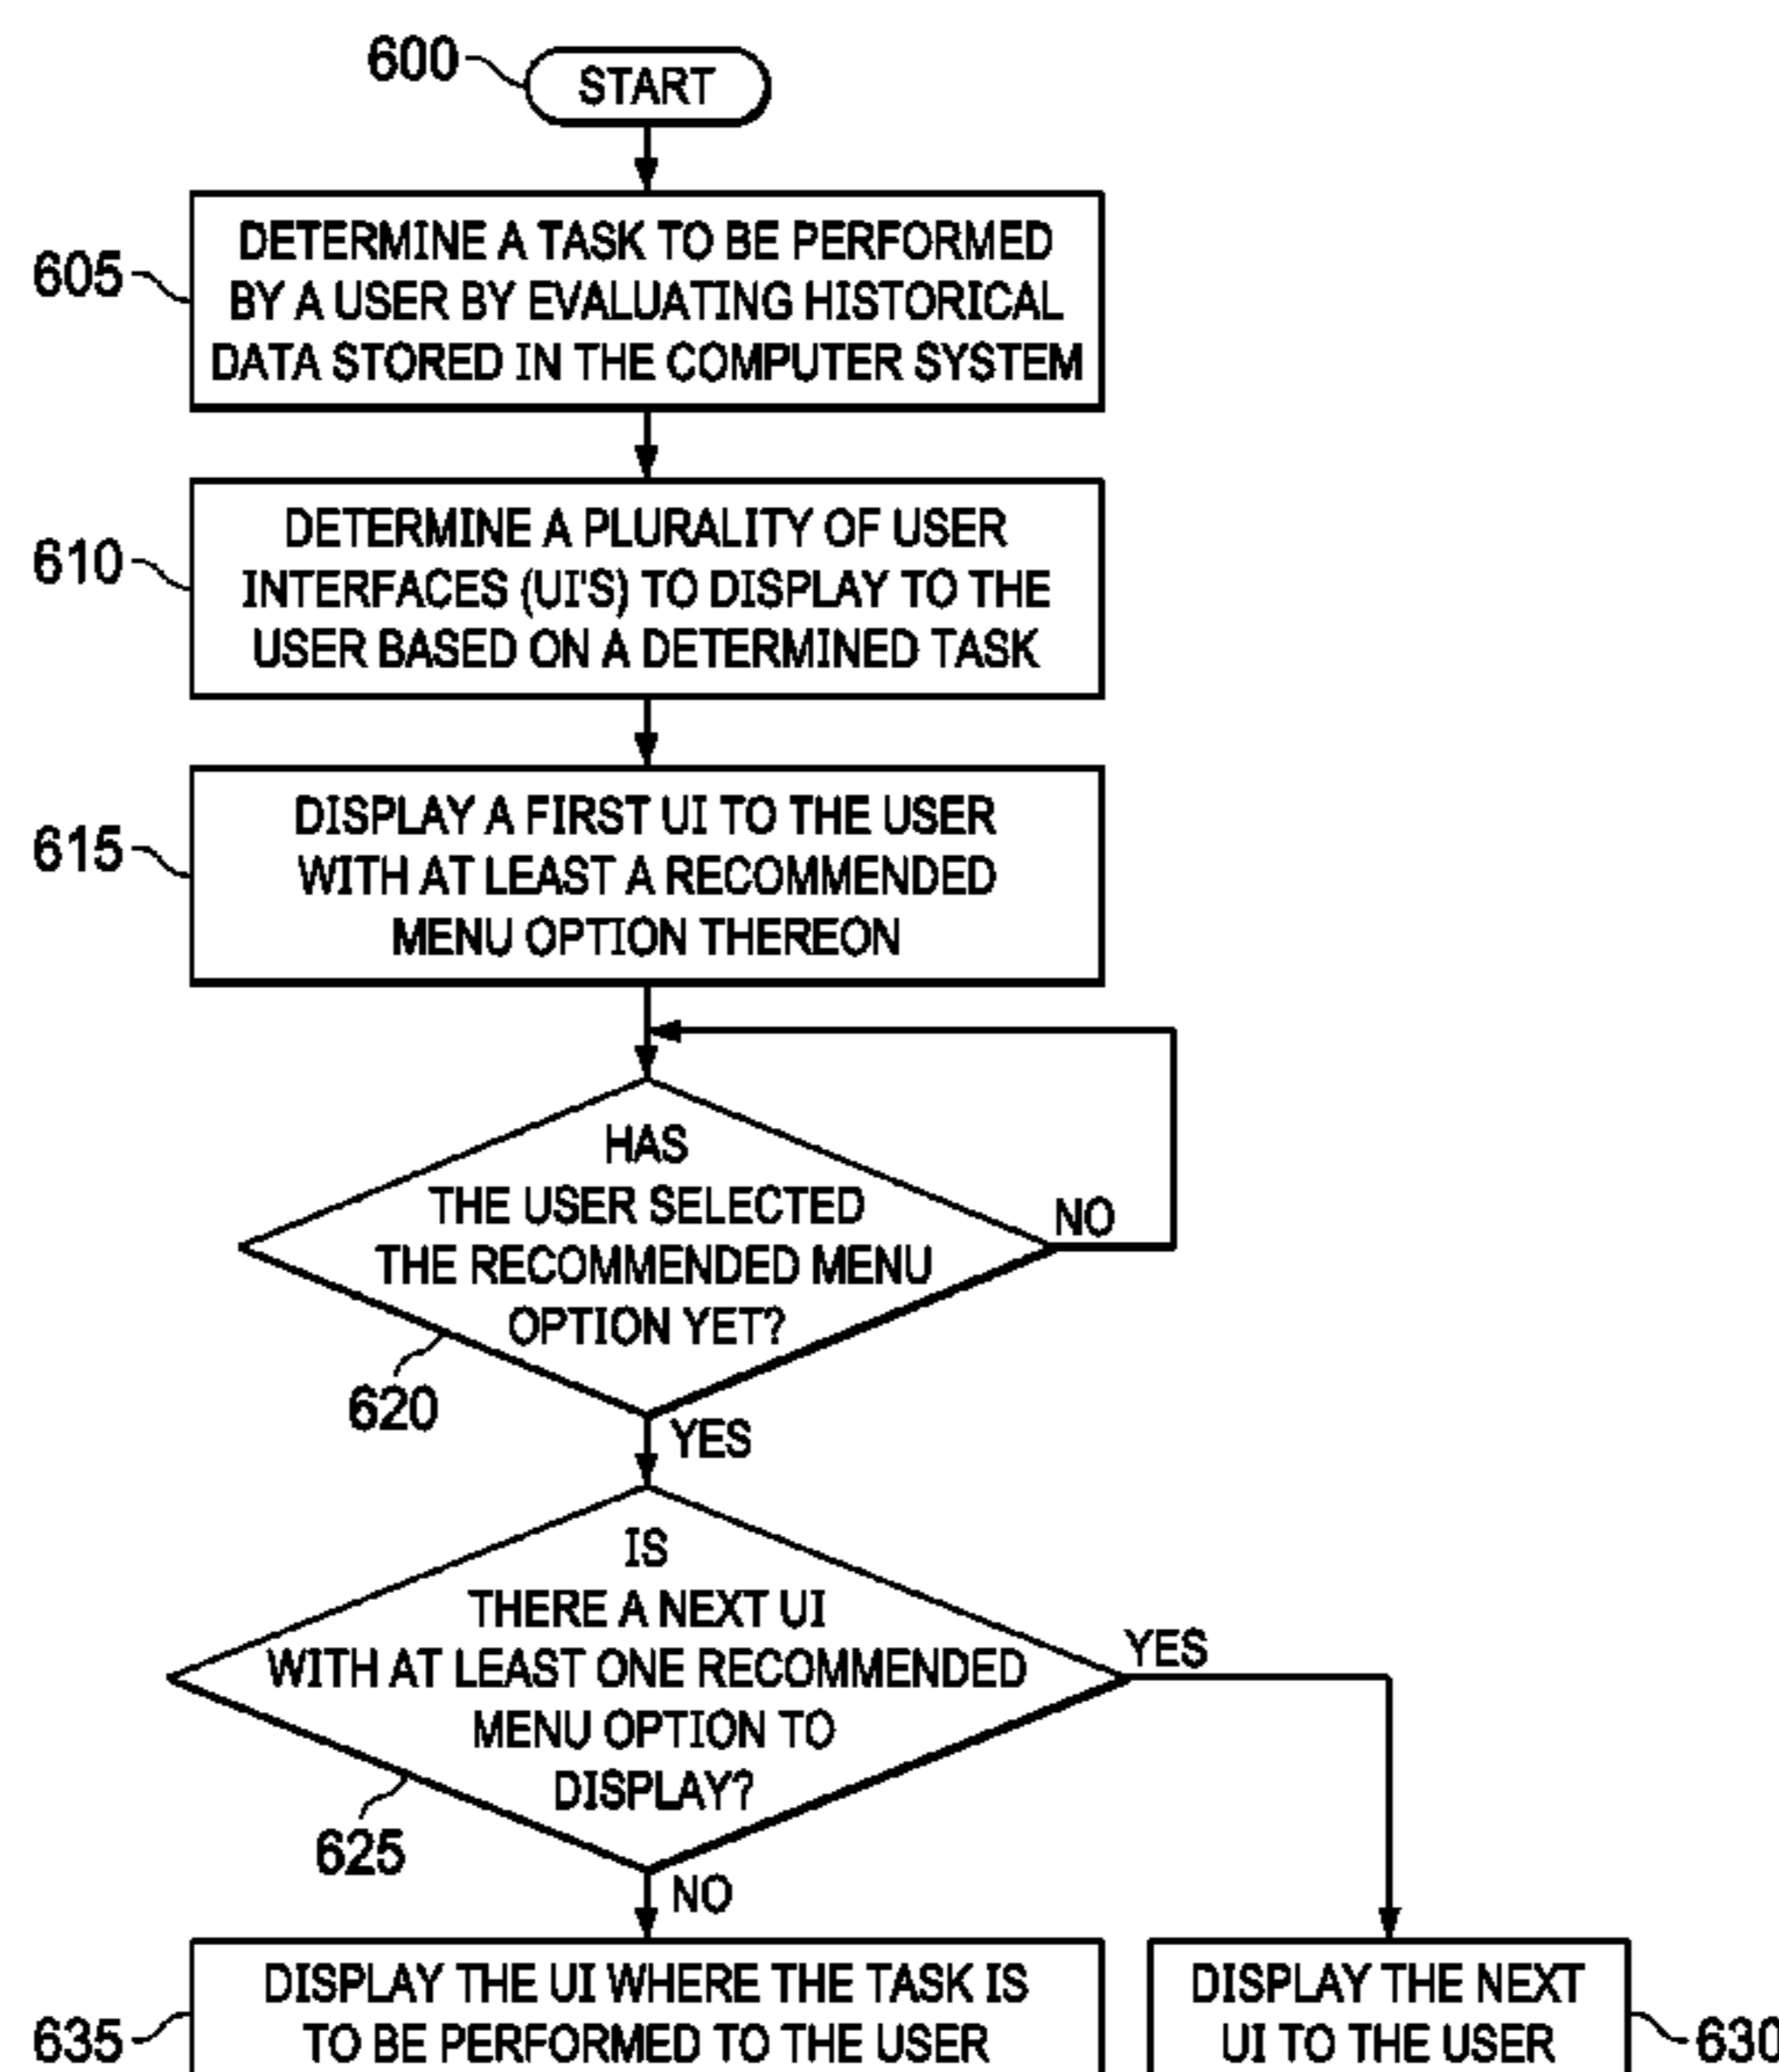 600
START
605
DETERMINE A TASK TO BE PERFORMED
BY A USER BY EVALUATING HISTORICAL
DATA STORED IN THE COMPUTER SYSTEM
610
DETERMINE A PLURALITY OF USER
INTERFACES (UI'S) TO DISPLAY TO THE
USER BASED ON A DETERMINED TASK
615
DISPLAY A FIRST UI TO THE USER
WITH AT LEAST A RECOMMENDED
MENU OPTION THEREON
HAS
THE USER SELECTED
THE RECOMMENDED MENU
OPTION YET?
NO
620
YES
IS
THERE A NEXT UI
WITH AT LEAST ONE RECOMMENDED
MENU OPTION TO
DISPLAY?
YES
625
NO
635
DISPLAY THE UI WHERE THE TASK IS
TO BE PERFORMED TO THE USER
DISPLAY THE NEXT
UI TO THE USER
630